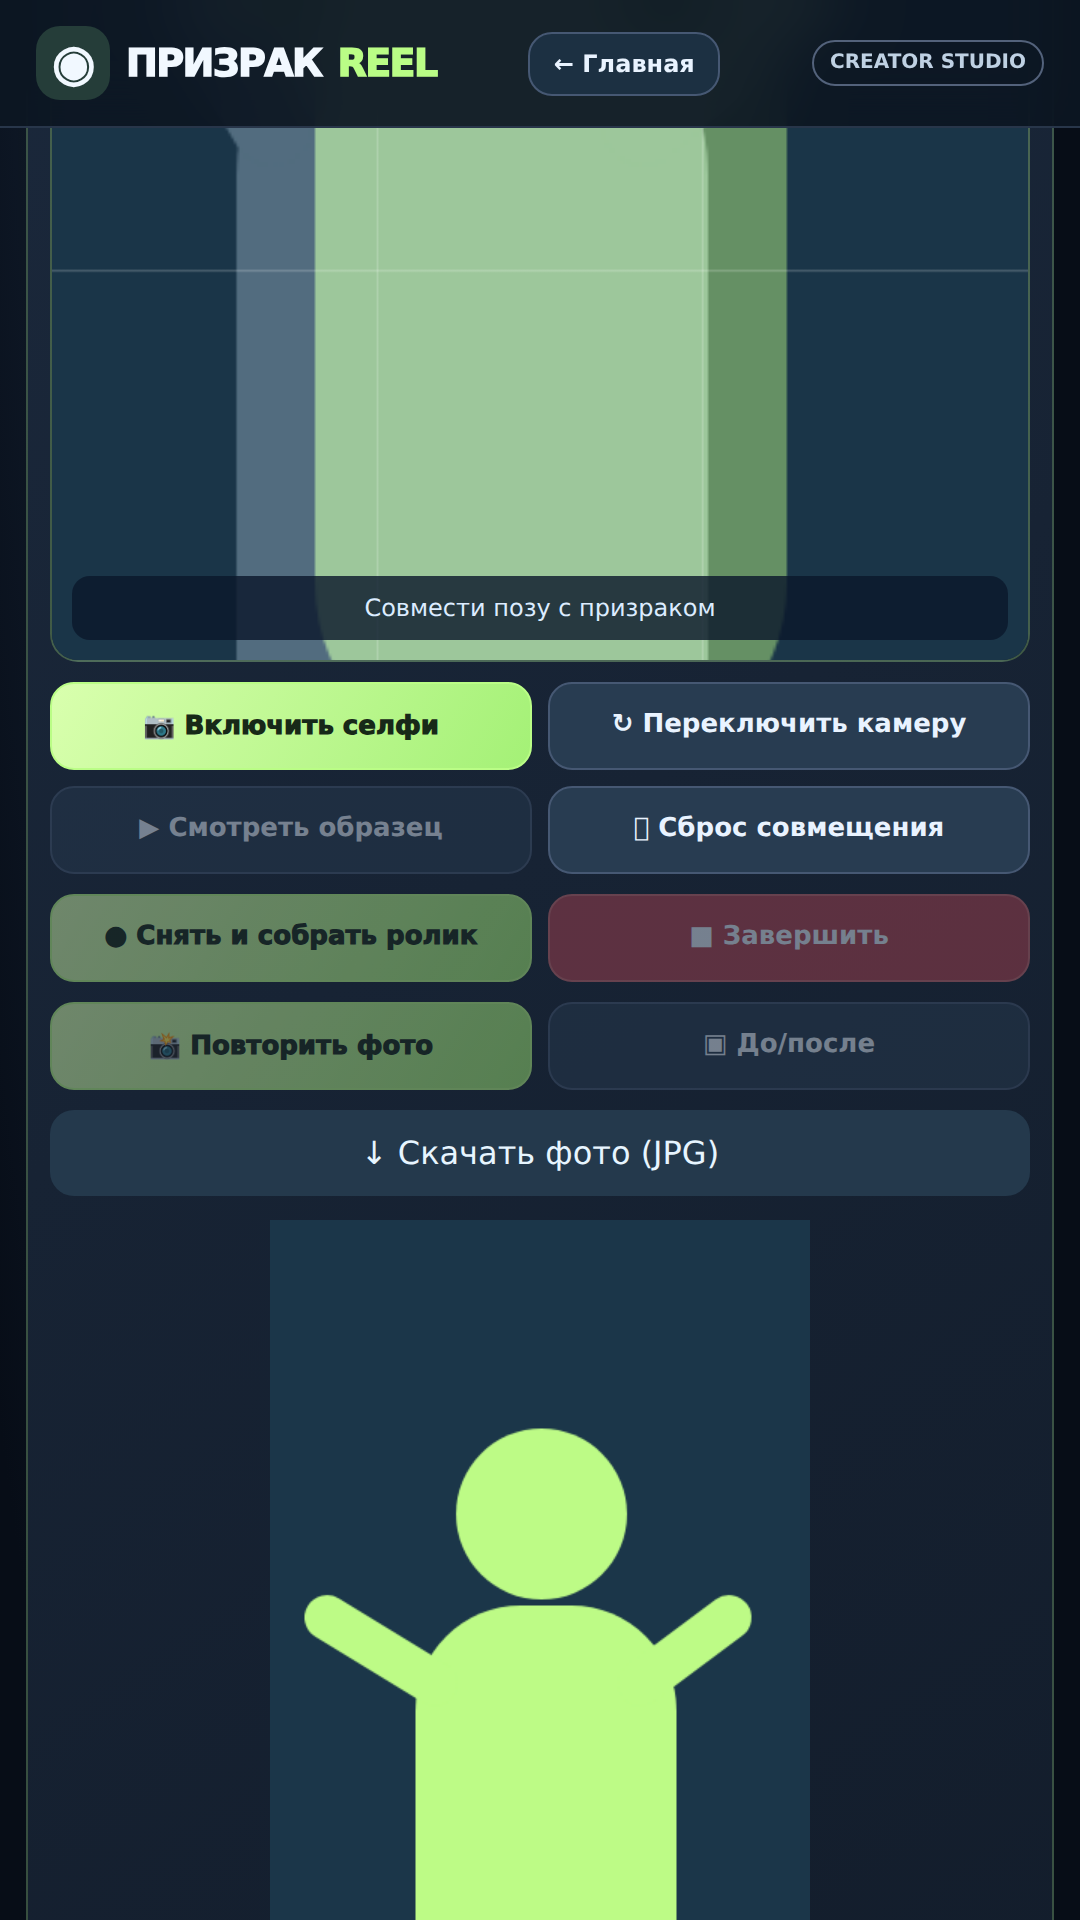 ◉ ПРИЗРАК REEL
← Главная
CREATOR STUDIO
Совмести позу с призраком
📷 Включить селфи
↻ Переключить камеру
▶ Смотреть образец
▯ Сброс совмещения
● Снять и собрать ролик
■ Завершить
📸 Повторить фото
▣ До/после
↓ Скачать фото (JPG)